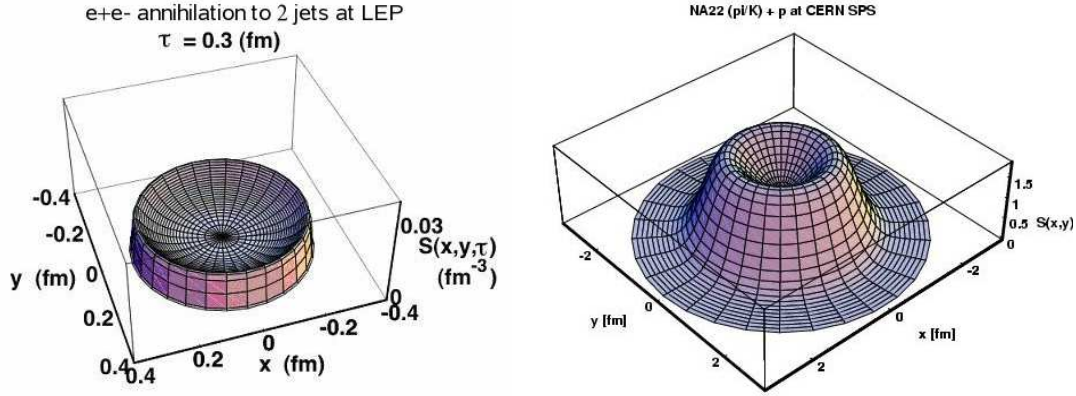 e+e- annihilation to 2 jets at LEP
τ = 0.3 (fm)
-0.4
-0.2
y (fm) 0
0.2
0.4
0.4
0.2
0
-0.2
-0.4
x (fm)
0.03
S(x,y,τ)
(fm⁻³)
0
NA22 (pi/K) + p at CERN SPS
-2
0
y [fm]
2
2
0
x [fm]
-2
1.5
1
0.5
S(x,y)
0